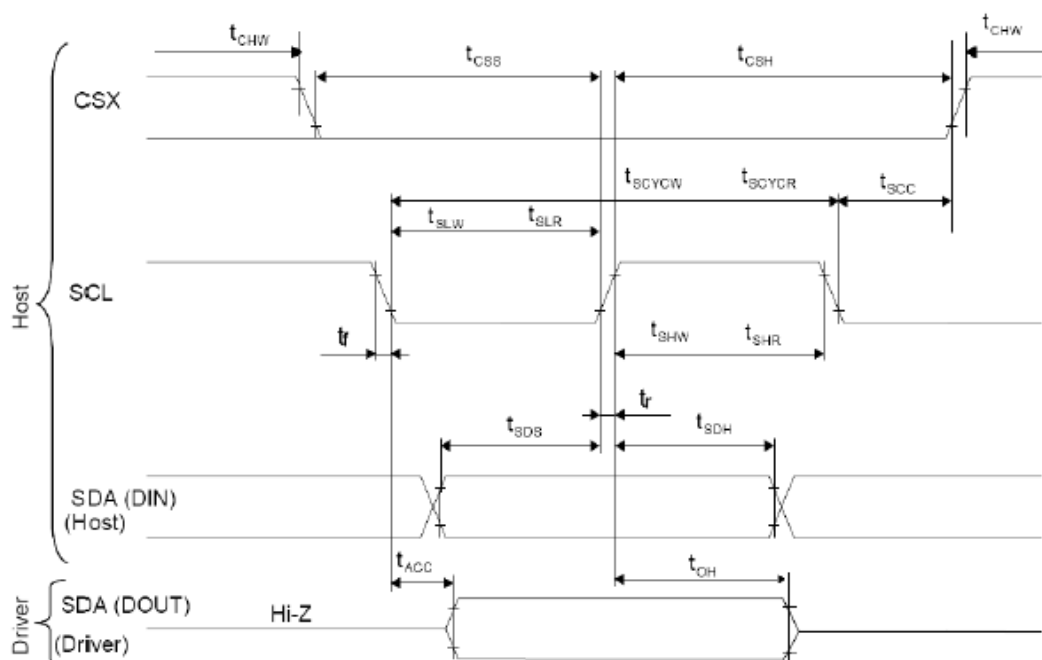 tCHW
tCHW
tCSS
tCSH
CSX
tSCYCW
tSCYCR
tSCC
tSLW
tSLR
SCL
Host
tf
tSHW
tSHR
tr
tSDS
tSDH
SDA (DIN)
(Host)
tACC
tOH
SDA (DOUT)
Hi-Z
Driver
(Driver)